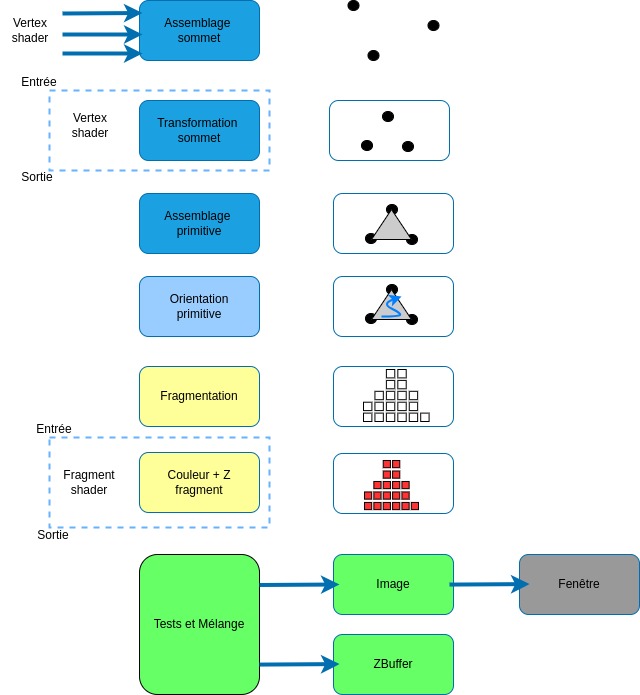 Vertex
shader
Assemblage
sommet
Entrée
Vertex
shader
Transformation
sommet
Sortie
Assemblage
primitive
Orientation
primitive
Fragmentation
Entrée
Fragment
shader
Couleur + Z
fragment
Sortie
Tests et Mélange
Image
Fenêtre
ZBuffer